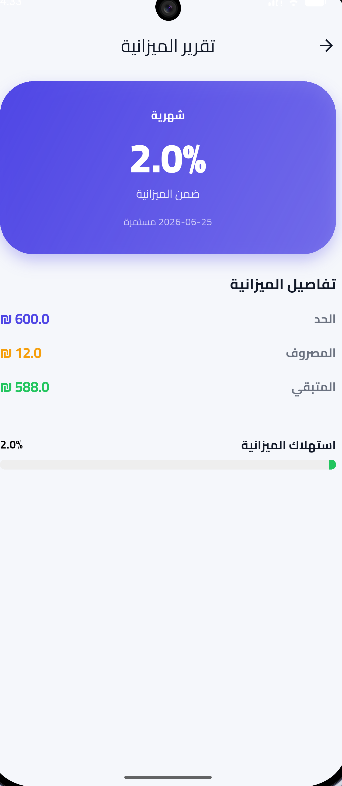 تقرير الميزانية
شهرية
2.0%
ضمن الميزانية
2026-06-25 مستمرة
تفاصيل الميزانية
الحد ₪ 600.0
المصروف ₪ 12.0
المتبقي ₪ 588.0
استهلاك الميزانية 2.0%